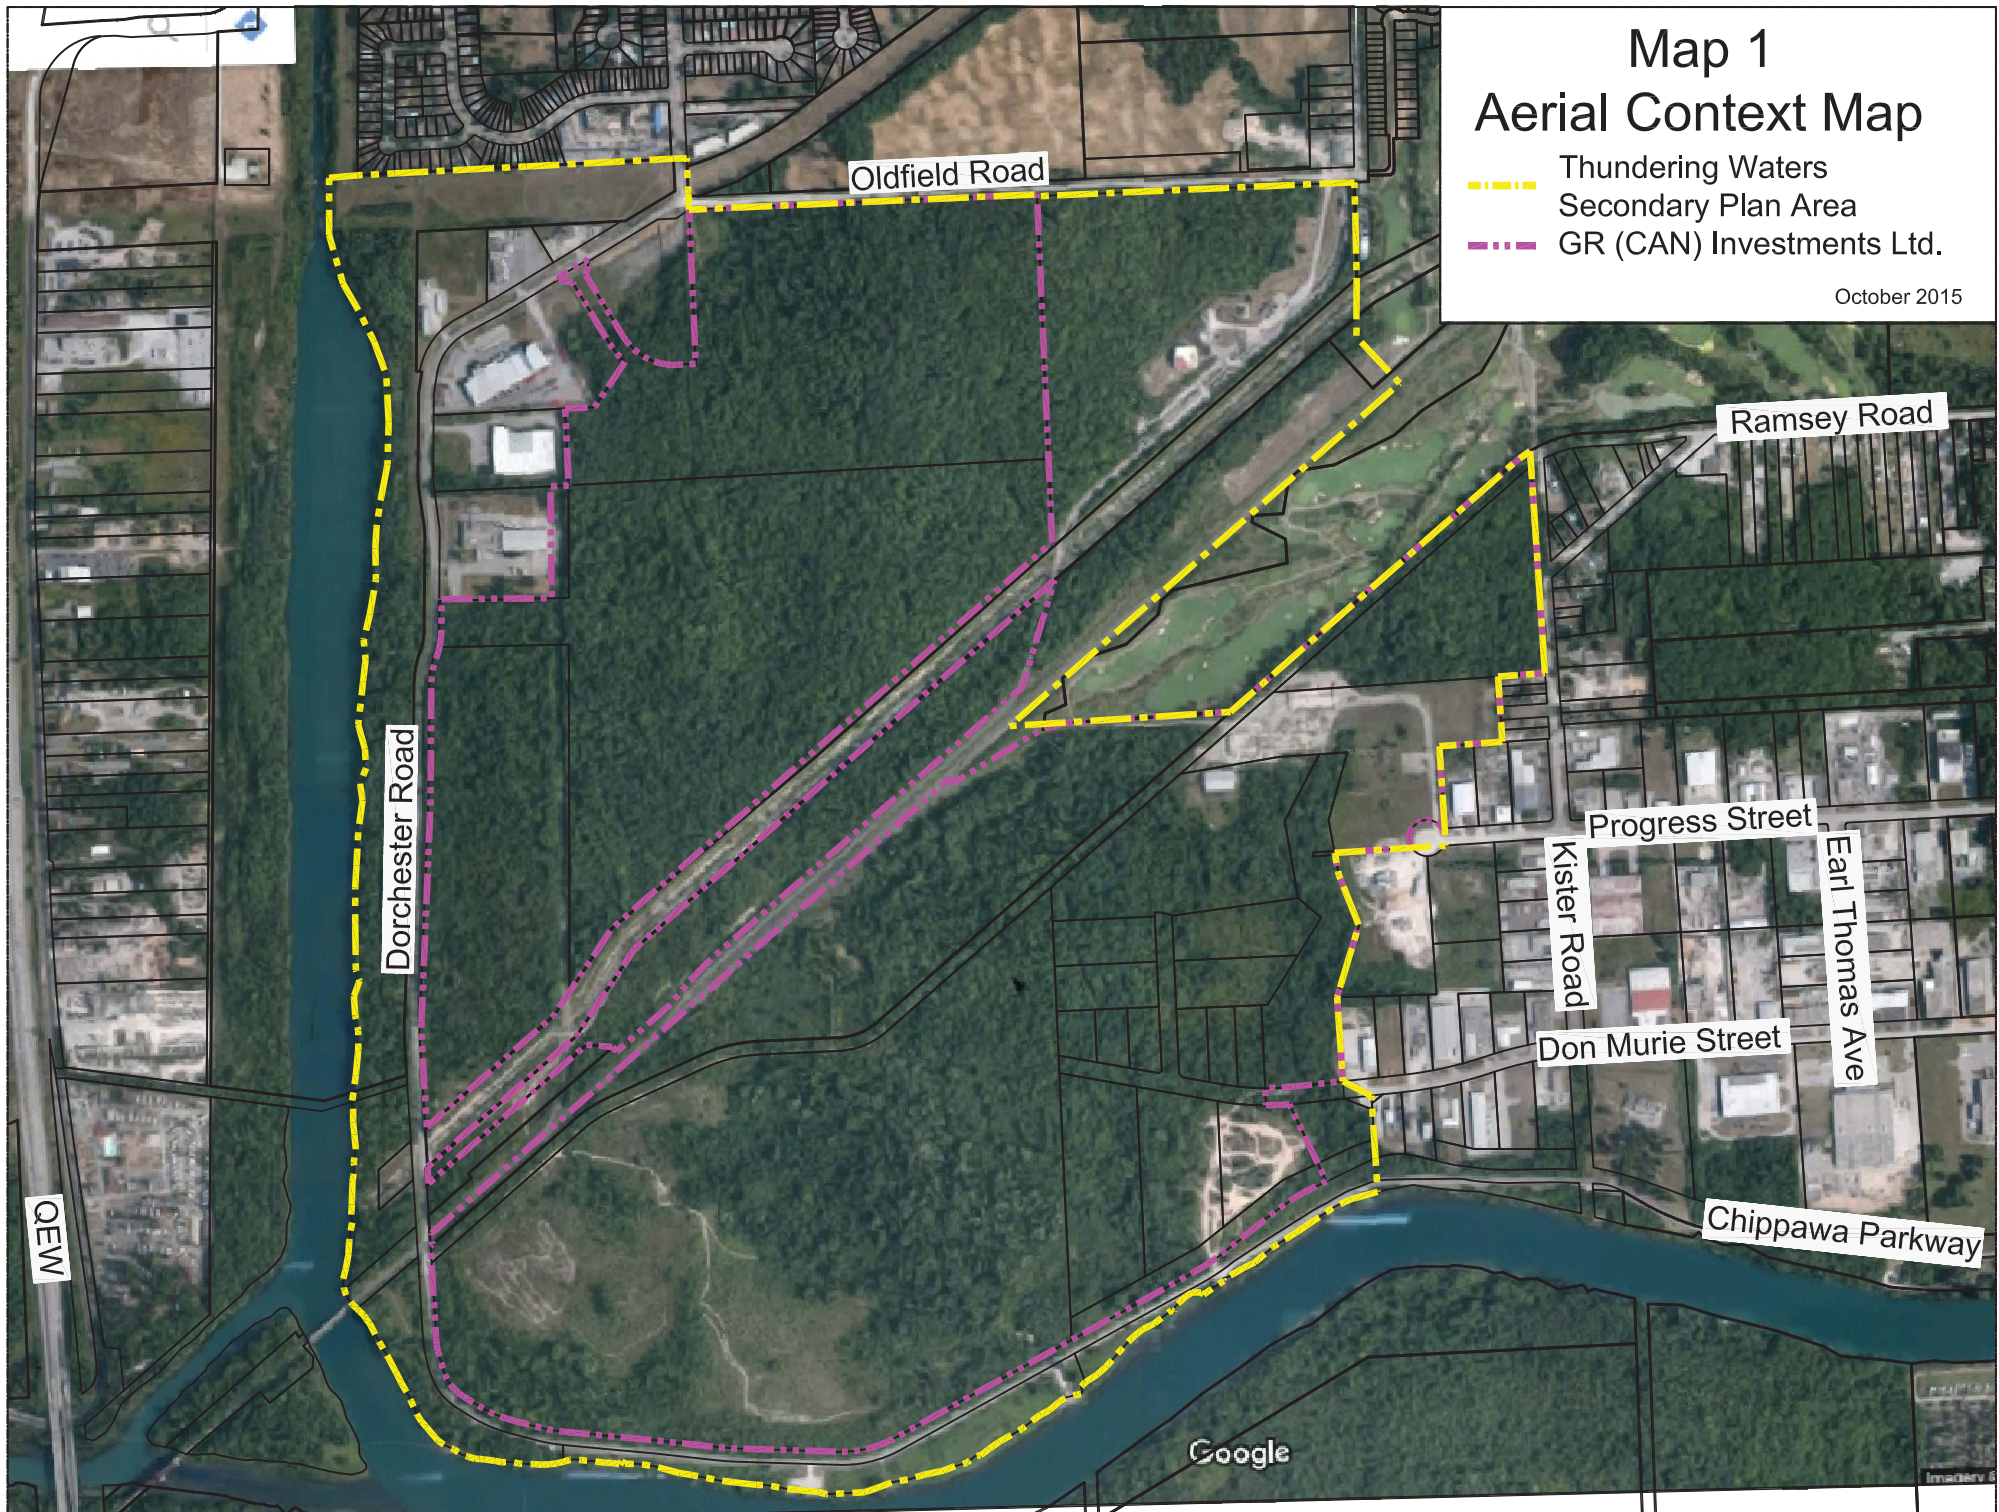 Map 1
Aerial Context Map
Thundering Waters
Secondary Plan Area
GR (CAN) Investments Ltd.
October 2015
Oldfield Road
Ramsey Road
Dorchester Road
Progress Street
Kister Road
Earl Thomas Ave
Don Murie Street
QEW
Chippawa Parkway
Google
Imagery